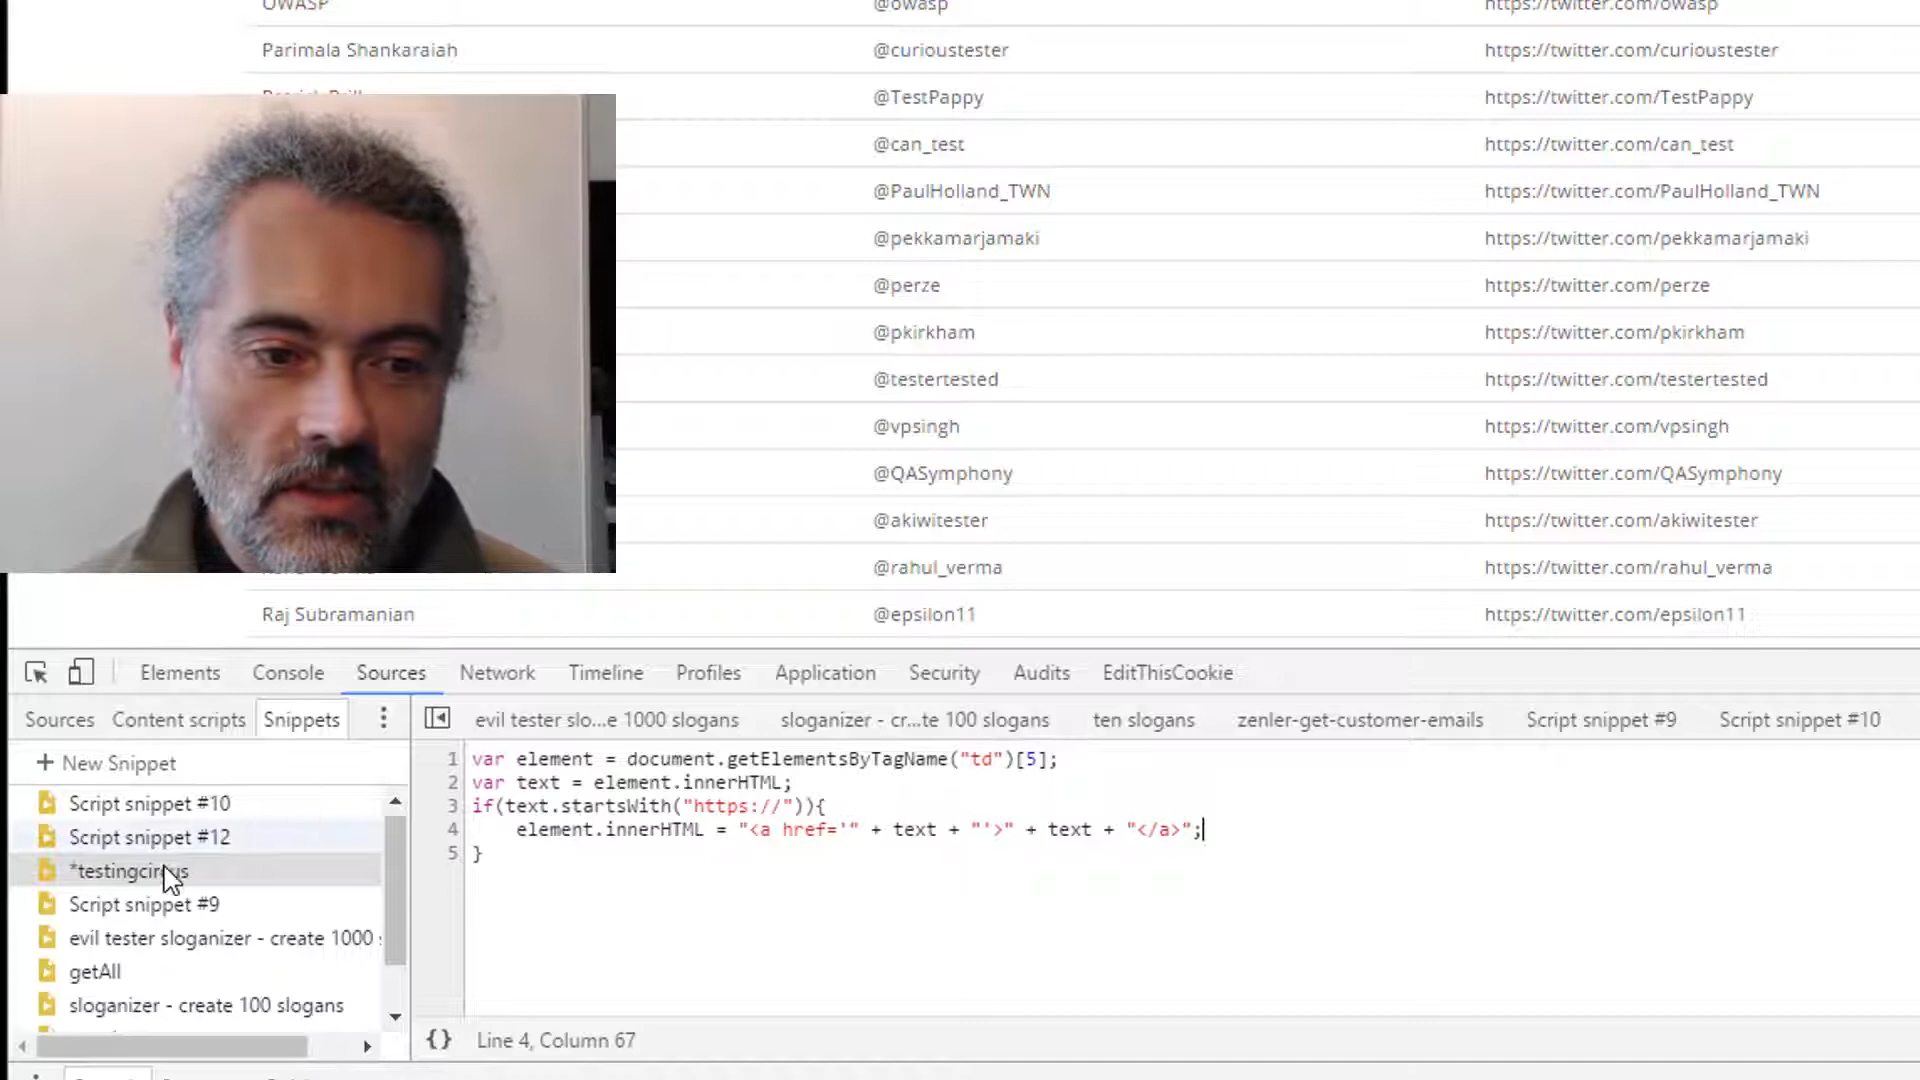 OWASP @owasp https://twitter.com/owasp
Parimala Shankaraiah @curioustester https://twitter.com/curioustester
@TestPappy https://twitter.com/TestPappy
@can_test https://twitter.com/can_test
@PaulHolland_TWN https://twitter.com/PaulHolland_TWN
@pekkamarjamaki https://twitter.com/pekkamarjamaki
@perze https://twitter.com/perze
@pkirkham https://twitter.com/pkirkham
@testertested https://twitter.com/testertested
@vpsingh https://twitter.com/vpsingh
@QASymphony https://twitter.com/QASymphony
@akiwitester https://twitter.com/akiwitester
@rahul_verma https://twitter.com/rahul_verma
Raj Subramanian @epsilon11 https://twitter.com/epsilon11
Elements Console Sources Network Timeline Profiles Application Security Audits EditThisCookie
Sources Content scripts Snippets
evil tester slo...e 1000 slogans sloganizer - cr...te 100 slogans ten slogans zenler-get-customer-emails Script snippet #9 Script snippet #10
+ New Snippet
Script snippet #10
Script snippet #12
*testingcircus
Script snippet #9
evil tester sloganizer - create 1000
getAll
sloganizer - create 100 slogans
1 var element = document.getElementsByTagName("td")[5];
2 var text = element.innerHTML;
3 if(text.startsWith("https://")){
4 element.innerHTML = "<a href='" + text + "'>" + text + "</a>";
5 }
{} Line 4, Column 67